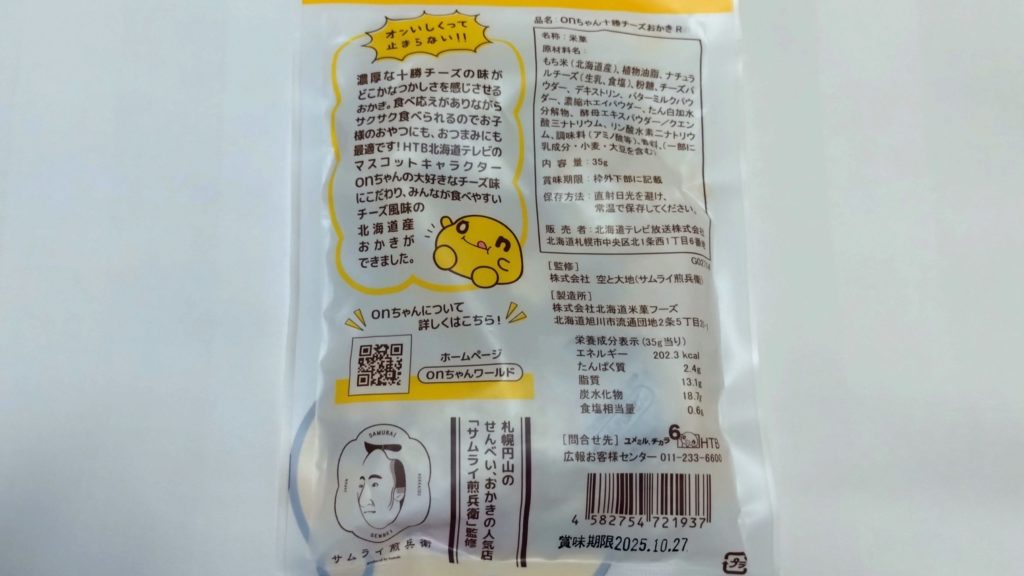 オンいしくって
止まらない!!
濃厚な十勝チーズの味が
どこかなつかしさを感じさせる
おかき。食べ応えがありながら
サクサク食べられるのでお子
様のおやつにも、おつまみにも
最適です!HTB北海道テレビの
マスコットキャラクター
onちゃんの大好きなチーズ味
にこだわり、みんなが食べやすい
チーズ風味の
北海道産
おかきが
できました。
on
onちゃんについて
詳しくはこちら!
ホームページ
onちゃんワールド
SAMURAI
HOKKAIDO
SENBEI
サムライ煎兵衛
札幌円山の
せんべい、おかきの人気店
「サムライ煎兵衛」監修
品名:onちゃん十勝チーズおかきR
名称:米菓
原材料名:
もち米(北海道産)、植物油脂、ナチュラ
ルチーズ(生乳、食塩)、粉糖、チーズパ
ウダー、デキストリン、バターミルクパウ
ダー、濃縮ホエイパウダー、たん白加水
分解物、酵母エキスパウダー/クエン
酸三ナトリウム、リン酸水素二ナトリウ
ム、調味料(アミノ酸等)、香料、(一部に
乳成分・小麦・大豆を含む)
内容量:35g
賞味期限:枠外下部に記載
保存方法:直射日光を避け、
常温で保存してください。
販売者:北海道テレビ放送株式会社
北海道札幌市中央区北1条西1丁目6番地
[監修]
株式会社 空と大地(サムライ煎兵衛)
[製造所]
株式会社北海道米菓フーズ
北海道旭川市流通団地2条5丁目
栄養成分表示(35g当り)
エネルギー 202.3 kcal
たんぱく質 2.4g
脂質 13.1g
炭水化物 18.7g
食塩相当量 0.6g
[問合せ先] ユメミル、チカラ 6 HTB
広報お客様センター 011-233-6600
4 582754 721937
賞味期限2025.10.27
プラ